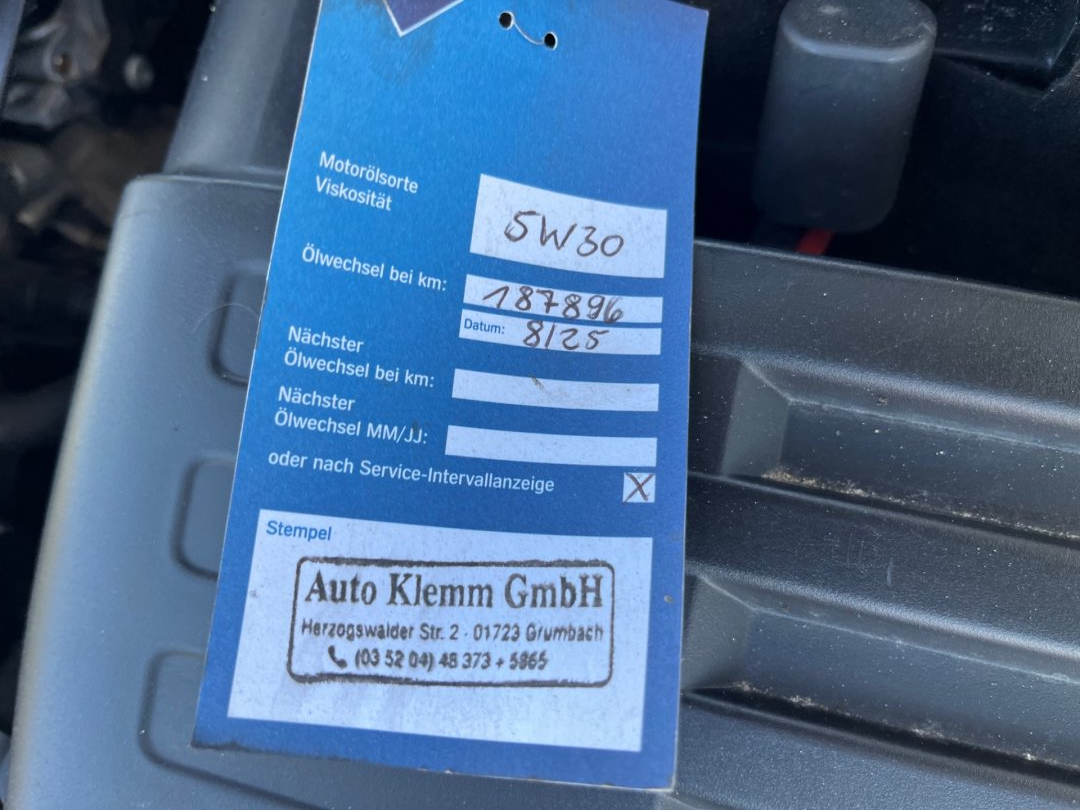 Motorölsorte
Viskosität
5W30
Ölwechsel bei km:
187896
Datum: 8/25
Nächster
Ölwechsel bei km:
Nächster
Ölwechsel MM/JJ:
oder nach Service-Intervallanzeige X
Stempel
Auto Klemm GmbH
Herzogswalder Str. 2 · 01723 Grumbach
(03 52 04) 48 373 + 5865